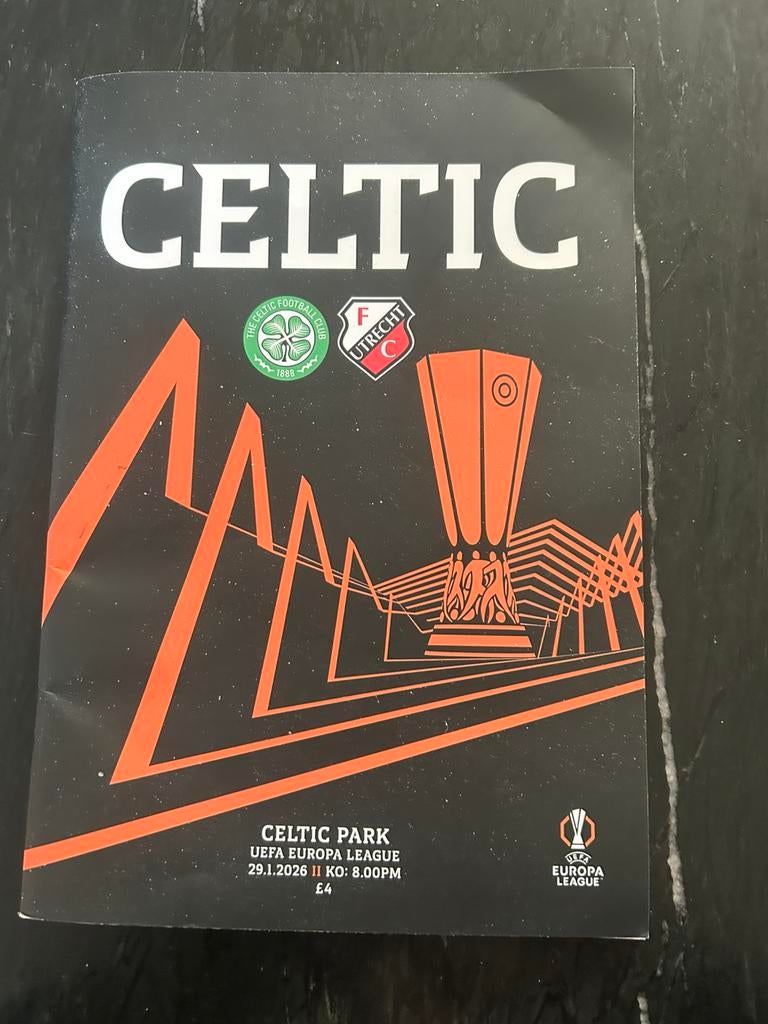 CELTIC
THE CELTIC FOOTBALL CLUB
1888
FC
UTRECHT
CELTIC PARK
UEFA EUROPA LEAGUE
29.1.2026 II KO: 8.00PM
£4
UEFA
EUROPA
LEAGUE